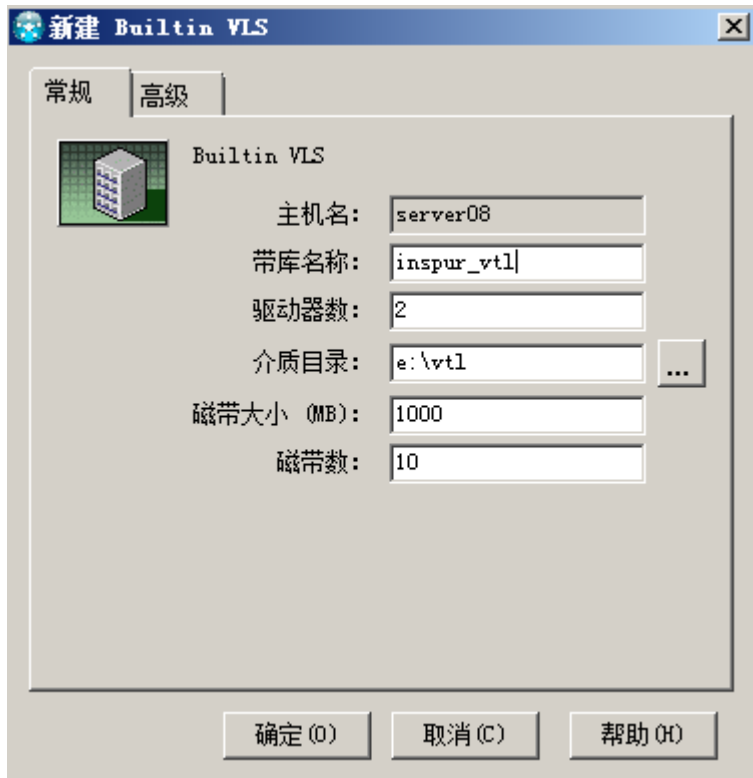 新建 Builtin VLS
常规 高级
Builtin VLS
主机名: server08
带库名称: inspur_vtl
驱动器数: 2
介质目录: e:\vtl ...
磁带大小 (MB): 1000
磁带数: 10
确定(O) 取消(C) 帮助(H)